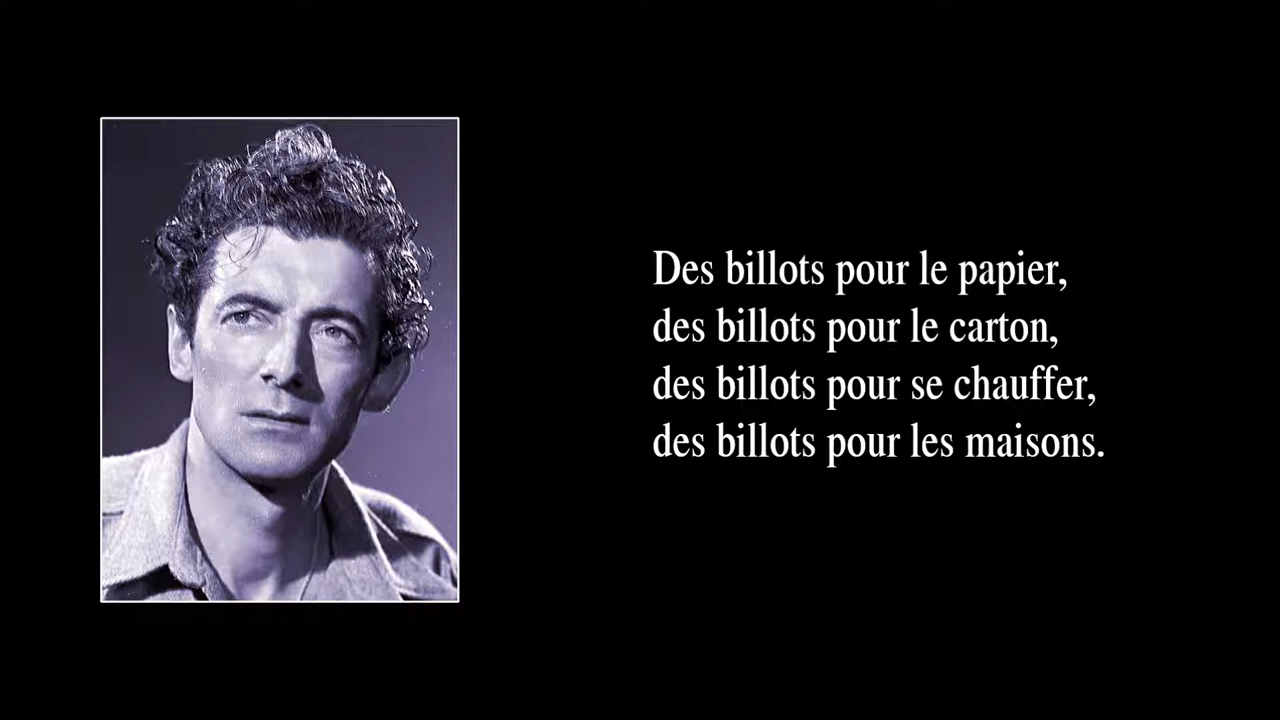 Des billots pour le papier,
des billots pour le carton,
des billots pour se chauffer,
des billots pour les maisons.